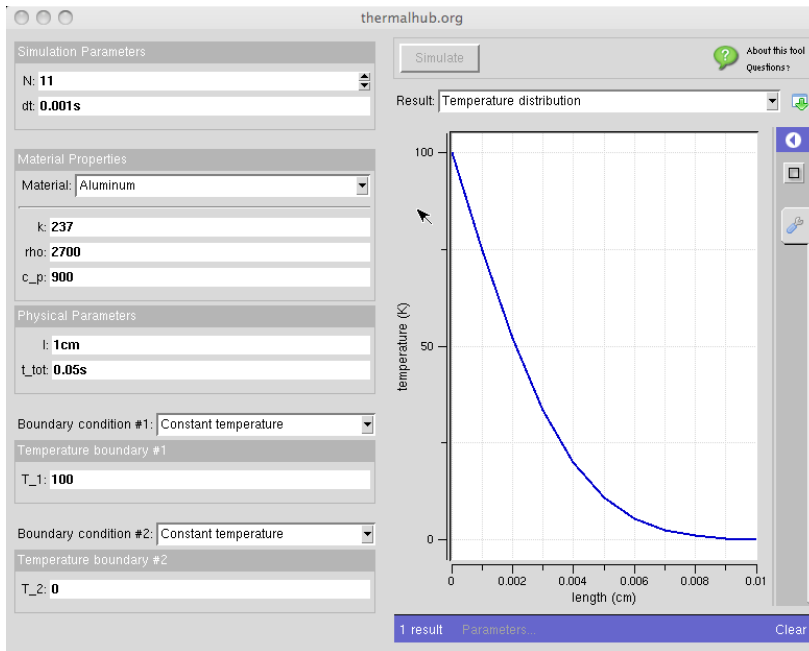 thermalhub.org
Simulation Parameters
N: 11
dt: 0.001s
Material Properties
Material: Aluminum
k: 237
rho: 2700
c_p: 900
Physical Parameters
l: 1cm
t_tot: 0.05s
Boundary condition #1: Constant temperature
Temperature boundary #1
T_1: 100
Boundary condition #2: Constant temperature
Temperature boundary #2
T_2: 0
Simulate
About this tool
Questions?
Result: Temperature distribution
100
50
0
temperature (K)
0 0.002 0.004 0.006 0.008 0.01
length (cm)
1 result Parameters... Clear